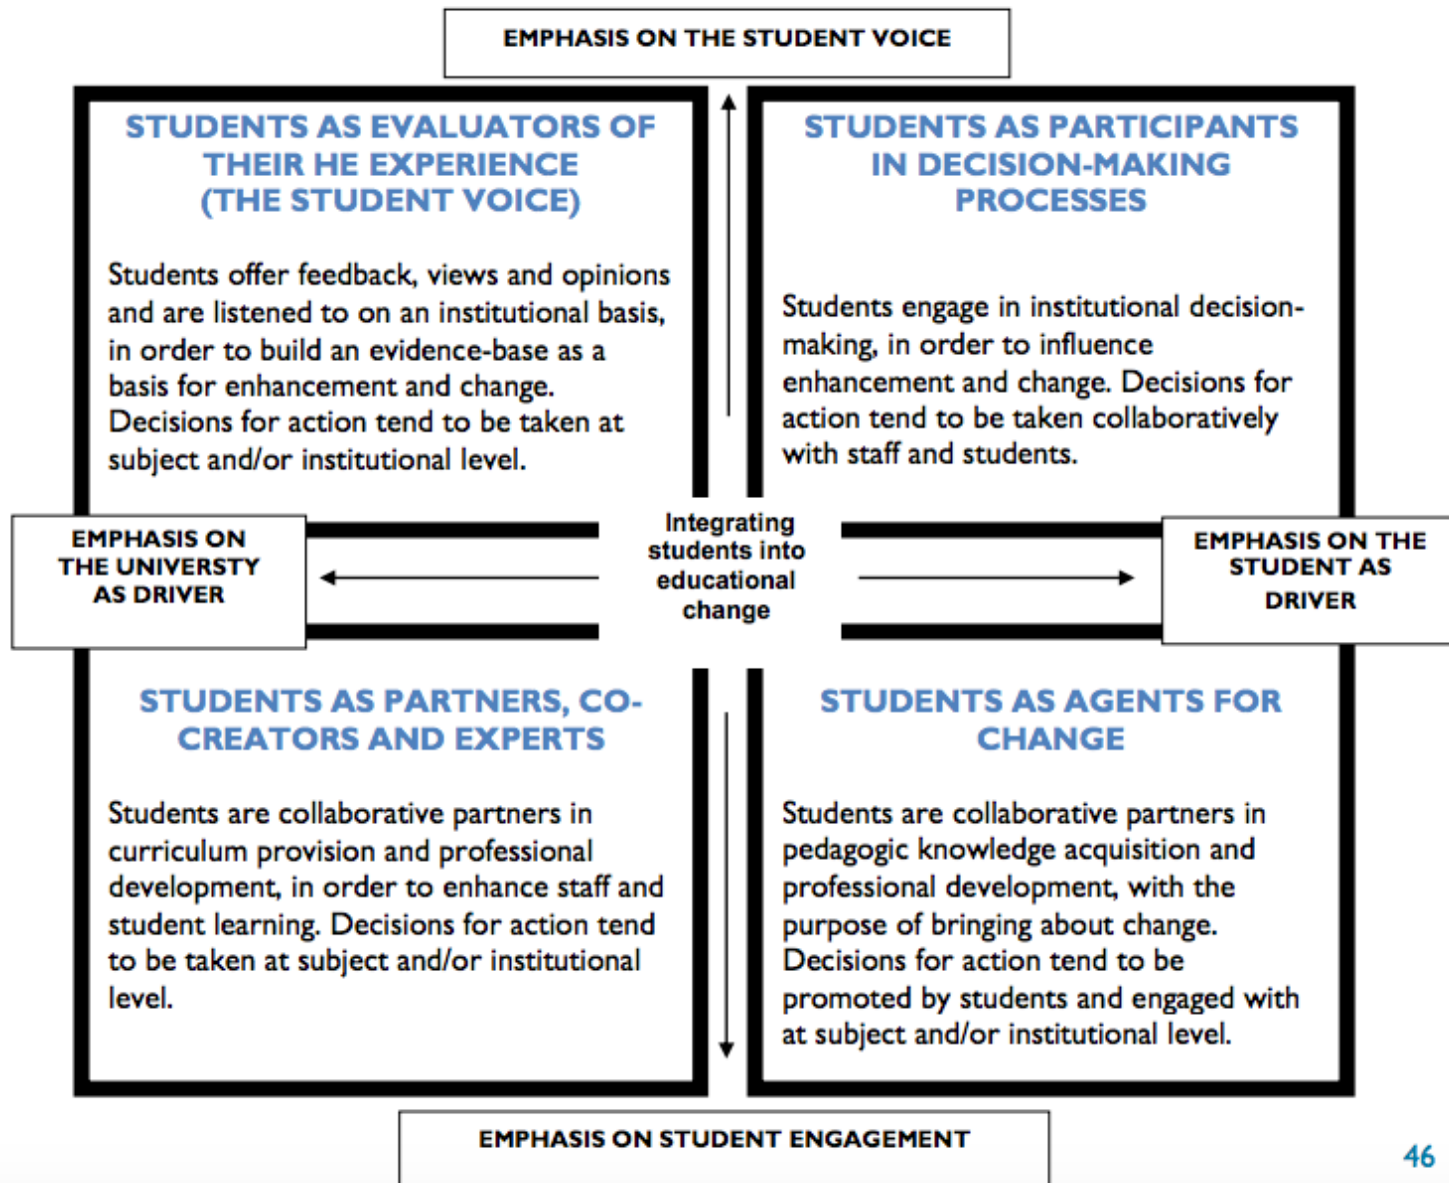 EMPHASIS ON THE STUDENT VOICE
STUDENTS AS EVALUATORS OF
THEIR HE EXPERIENCE
(THE STUDENT VOICE)
Students offer feedback, views and opinions
and are listened to on an institutional basis,
in order to build an evidence-base as a
basis for enhancement and change.
Decisions for action tend to be taken at
subject and/or institutional level.
STUDENTS AS PARTICIPANTS
IN DECISION-MAKING
PROCESSES
Students engage in institutional decision-
making, in order to influence
enhancement and change. Decisions for
action tend to be taken collaboratively
with staff and students.
EMPHASIS ON
THE UNIVERSTY
AS DRIVER
Integrating
students into
educational
change
EMPHASIS ON THE
STUDENT AS
DRIVER
STUDENTS AS PARTNERS, CO-
CREATORS AND EXPERTS
Students are collaborative partners in
curriculum provision and professional
development, in order to enhance staff and
student learning. Decisions for action tend
to be taken at subject and/or institutional
level.
STUDENTS AS AGENTS FOR
CHANGE
Students are collaborative partners in
pedagogic knowledge acquisition and
professional development, with the
purpose of bringing about change.
Decisions for action tend to be
promoted by students and engaged with
at subject and/or institutional level.
EMPHASIS ON STUDENT ENGAGEMENT
46